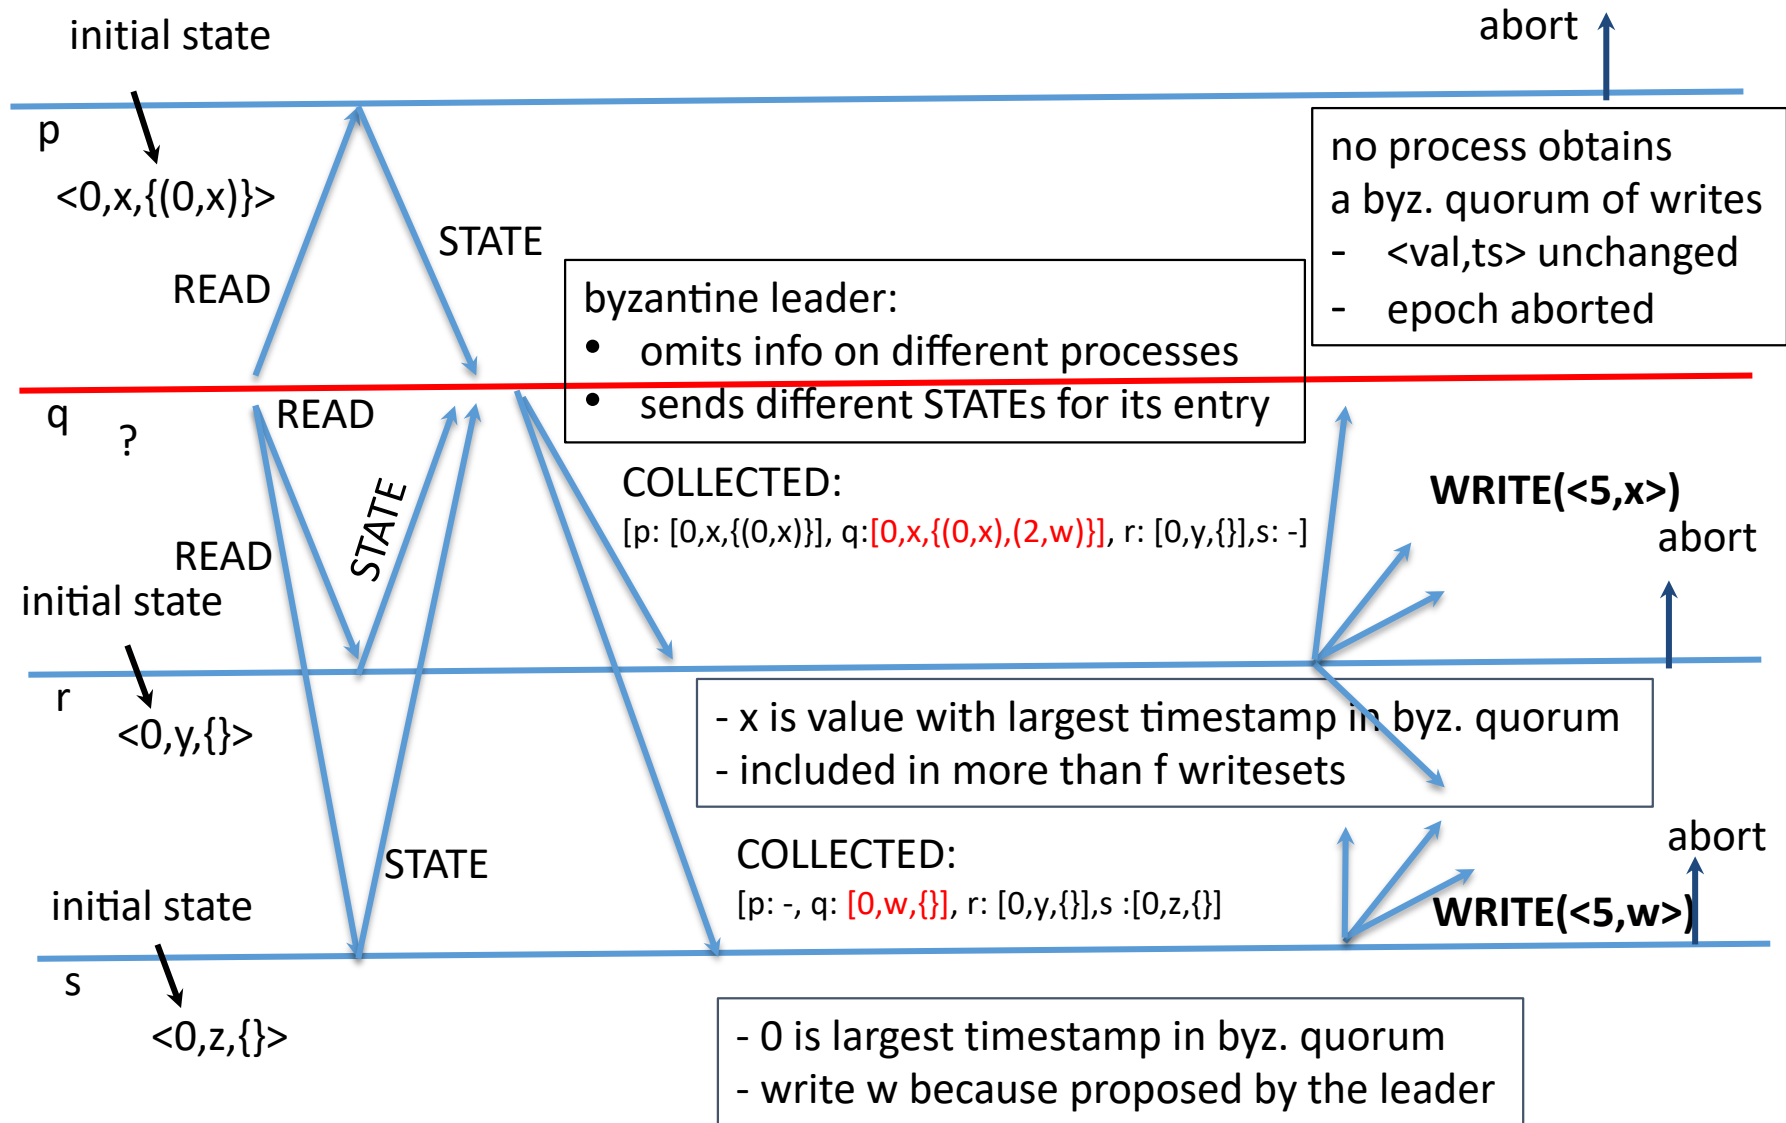 initial state
abort
p
<0,x,{(0,x)}>
READ
STATE
no process obtains
a byz. quorum of writes
- <val,ts> unchanged
- epoch aborted
byzantine leader:
• omits info on different processes
• sends different STATEs for its entry
q
?
READ
READ
STATE
COLLECTED:
[p: [0,x,{(0,x)}], q:[0,x,{(0,x),(2,w)}], r: [0,y,{}],s: -]
WRITE(<5,x>)
abort
initial state
r
<0,y,{}>
- x is value with largest timestamp in byz. quorum
- included in more than f writesets
STATE
COLLECTED:
[p: -, q: [0,w,{}], r: [0,y,{}],s :[0,z,{}]
abort
WRITE(<5,w>)
initial state
s
<0,z,{}>
- 0 is largest timestamp in byz. quorum
- write w because proposed by the leader